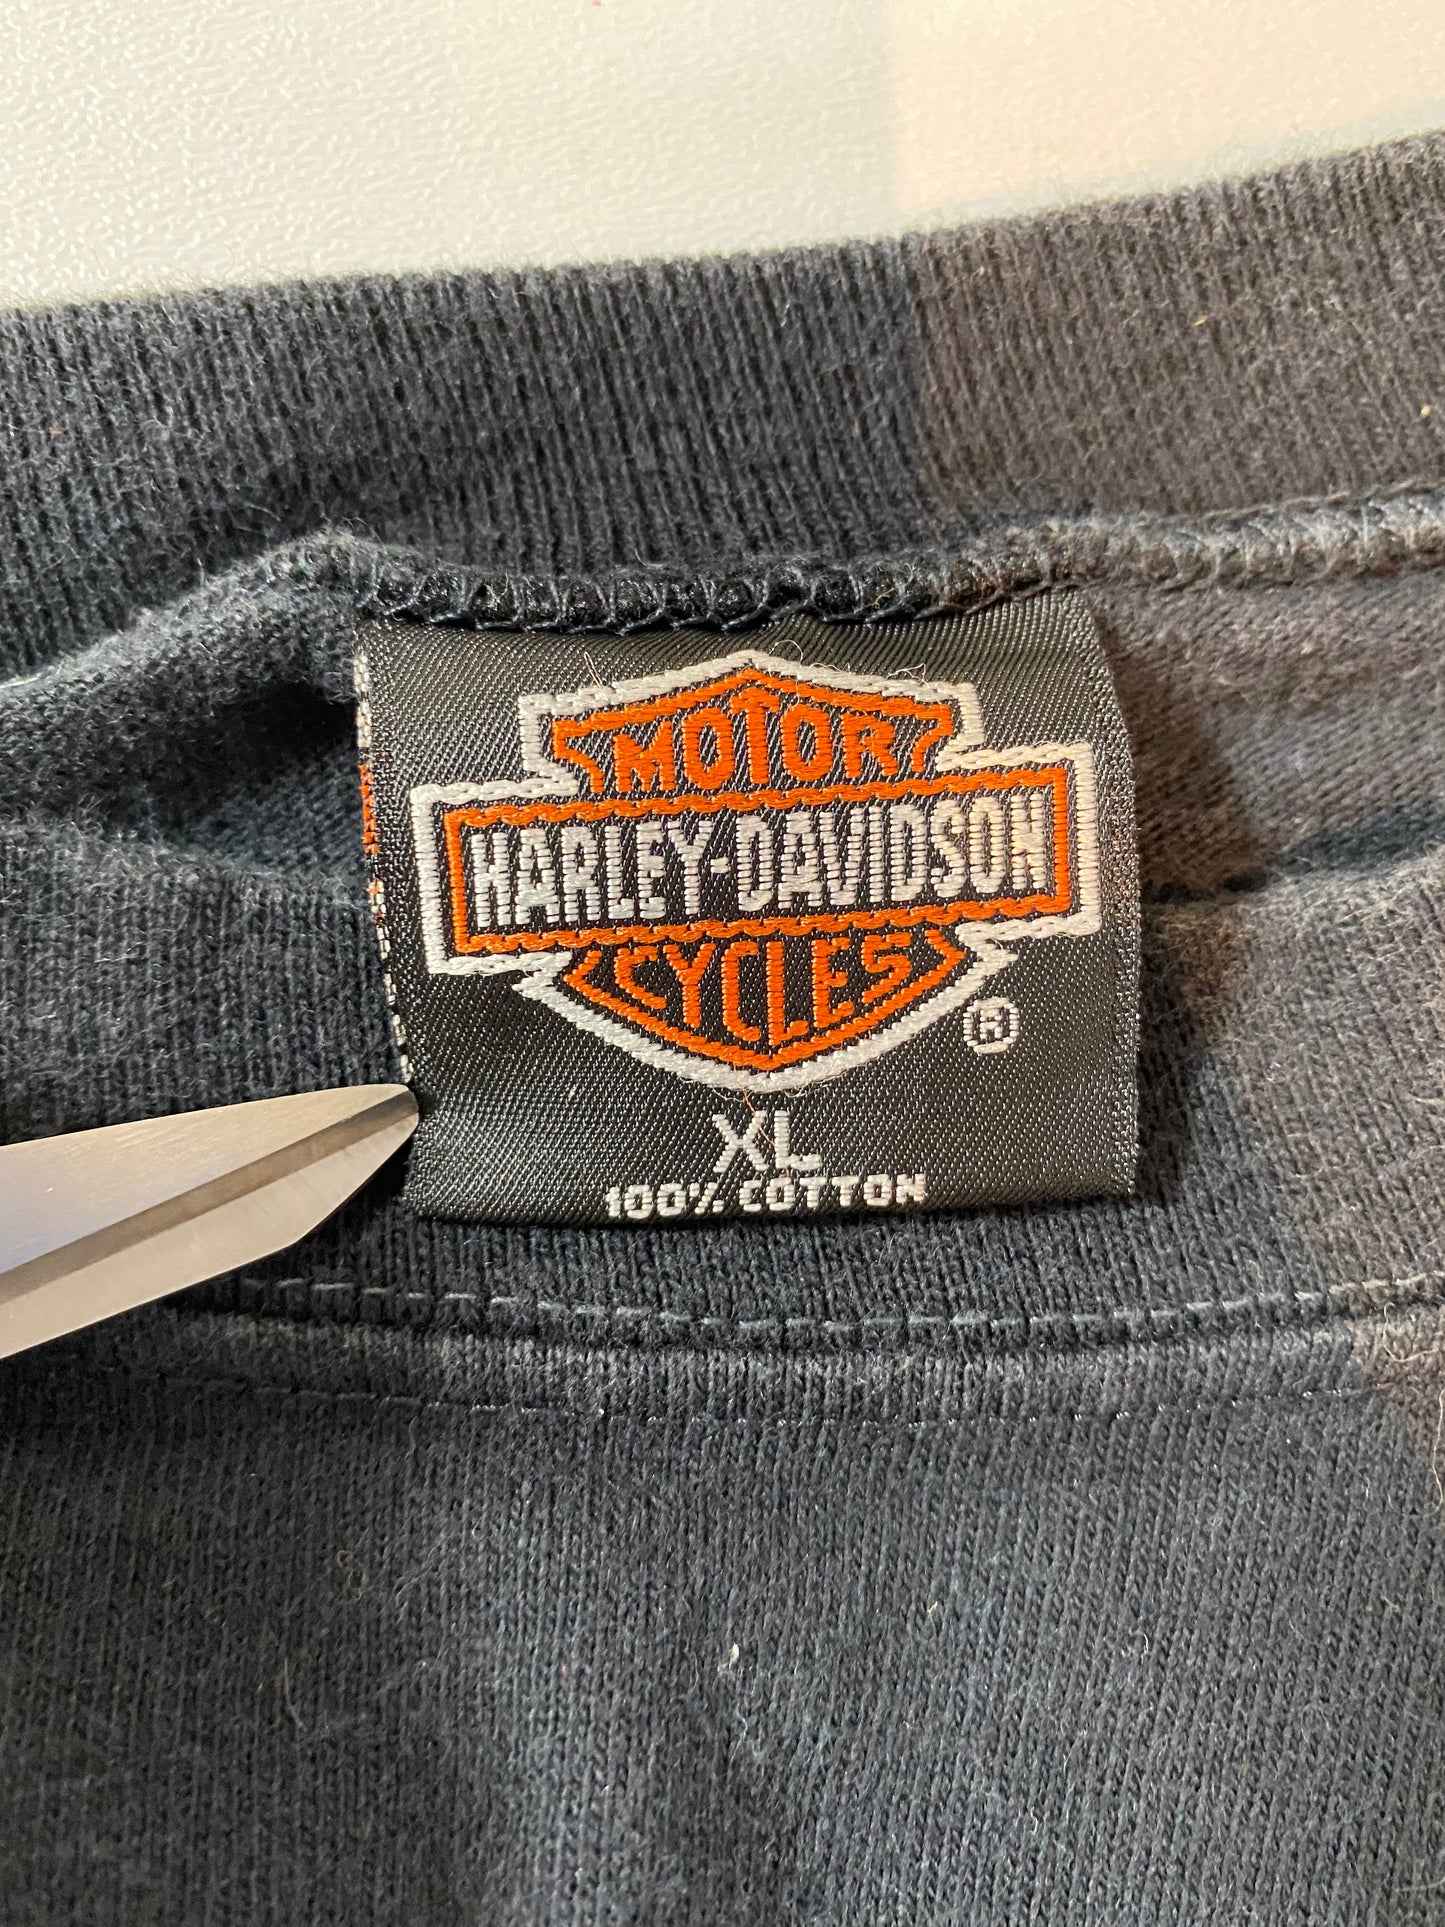 MOTOR
HARLEY-DAVIDSON
CYCLES
®
XL
100% COTTON